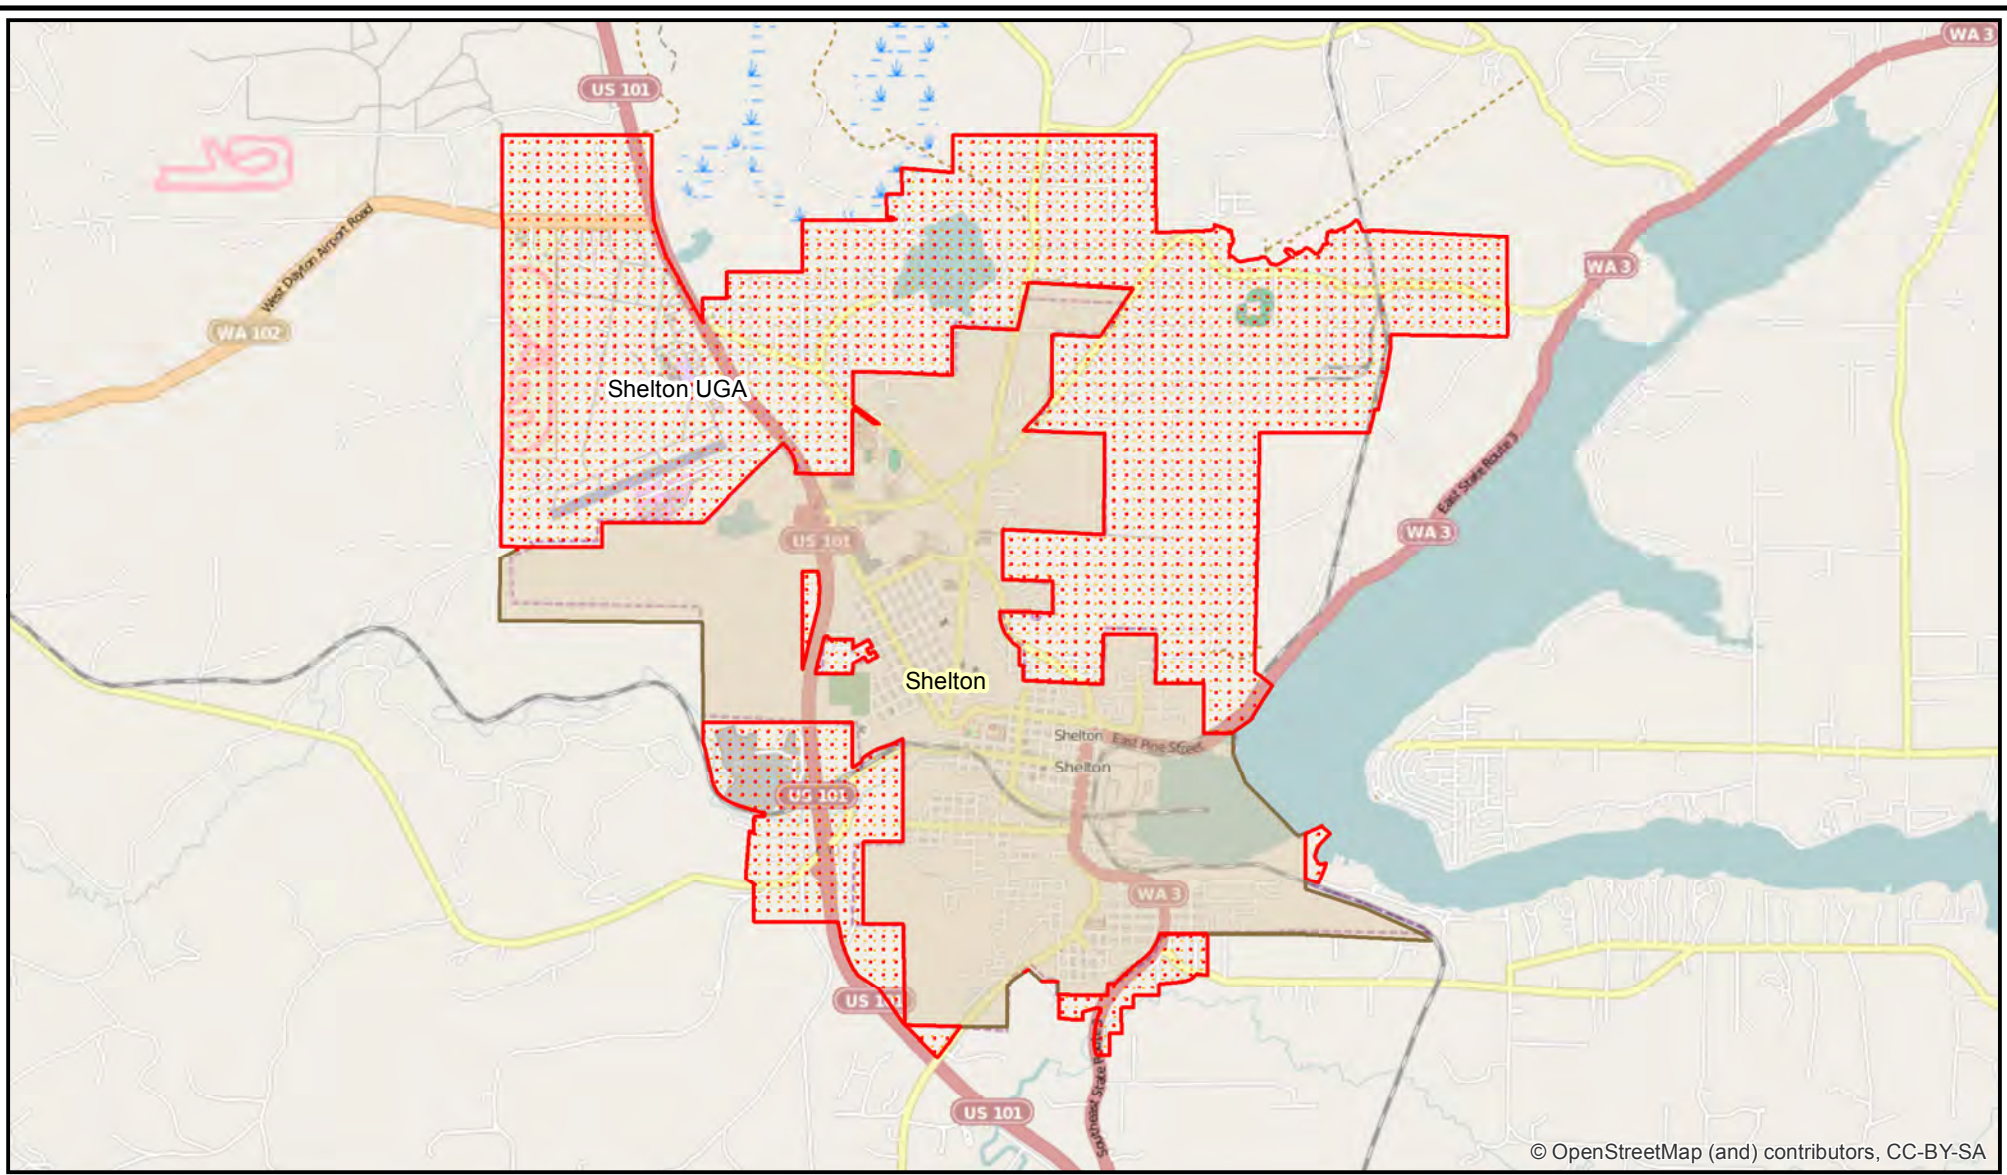 WA 3
US 101
West Dayton Airport Road
WA 3
WA 102
Shelton UGA
East State Route 3
WA 3
US 101
Shelton
Shelton
East Pine Street
Shelton
US 101
WA 3
US 101
Southeast State Route 3
US 101
© OpenStreetMap (and) contributors, CC-BY-SA